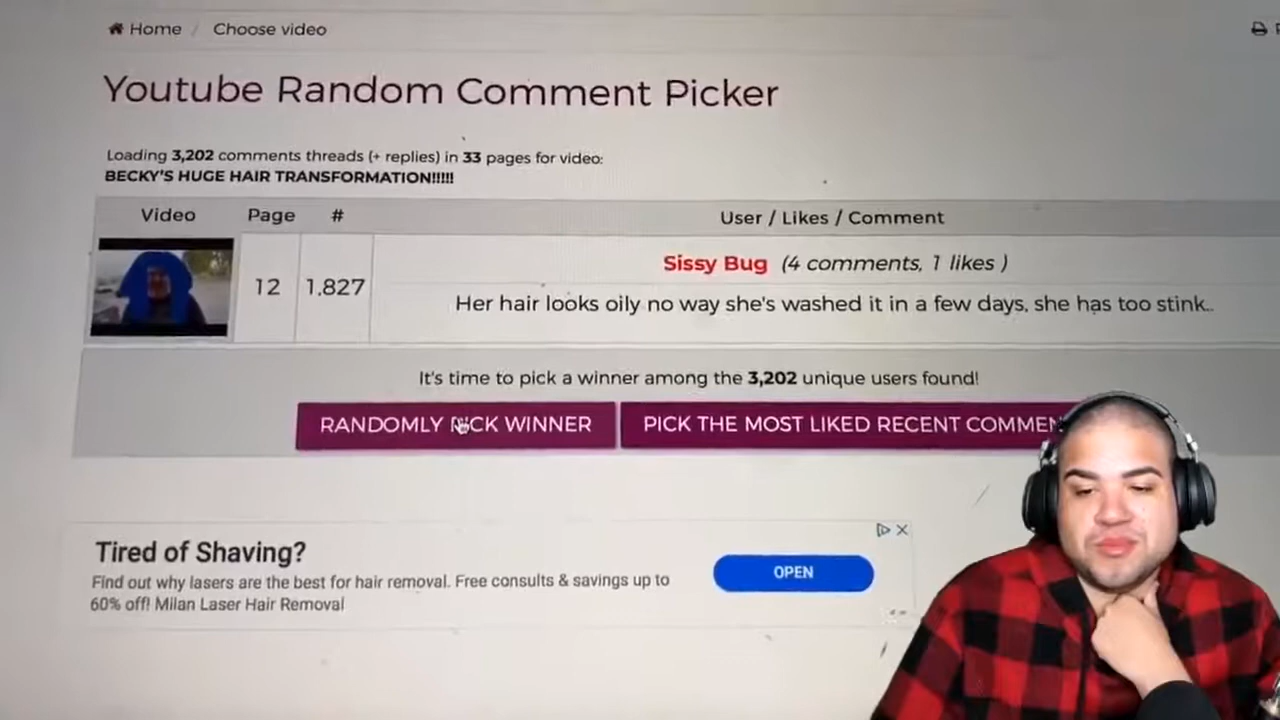 Home / Choose video
Youtube Random Comment Picker
Loading 3,202 comments threads (+ replies) in 33 pages for video:
BECKY'S HUGE HAIR TRANSFORMATION!!!!!
Video Page # User / Likes / Comment
12 1,827 Sissy Bug (4 comments, 1 likes )
Her hair looks oily no way she's washed it in a few days, she has too stink..
It's time to pick a winner among the 3,202 unique users found!
RANDOMLY PICK WINNER PICK THE MOST LIKED RECENT COMMEN
Tired of Shaving?
Find out why lasers are the best for hair removal. Free consults & savings up to
60% off! Milan Laser Hair Removal
OPEN